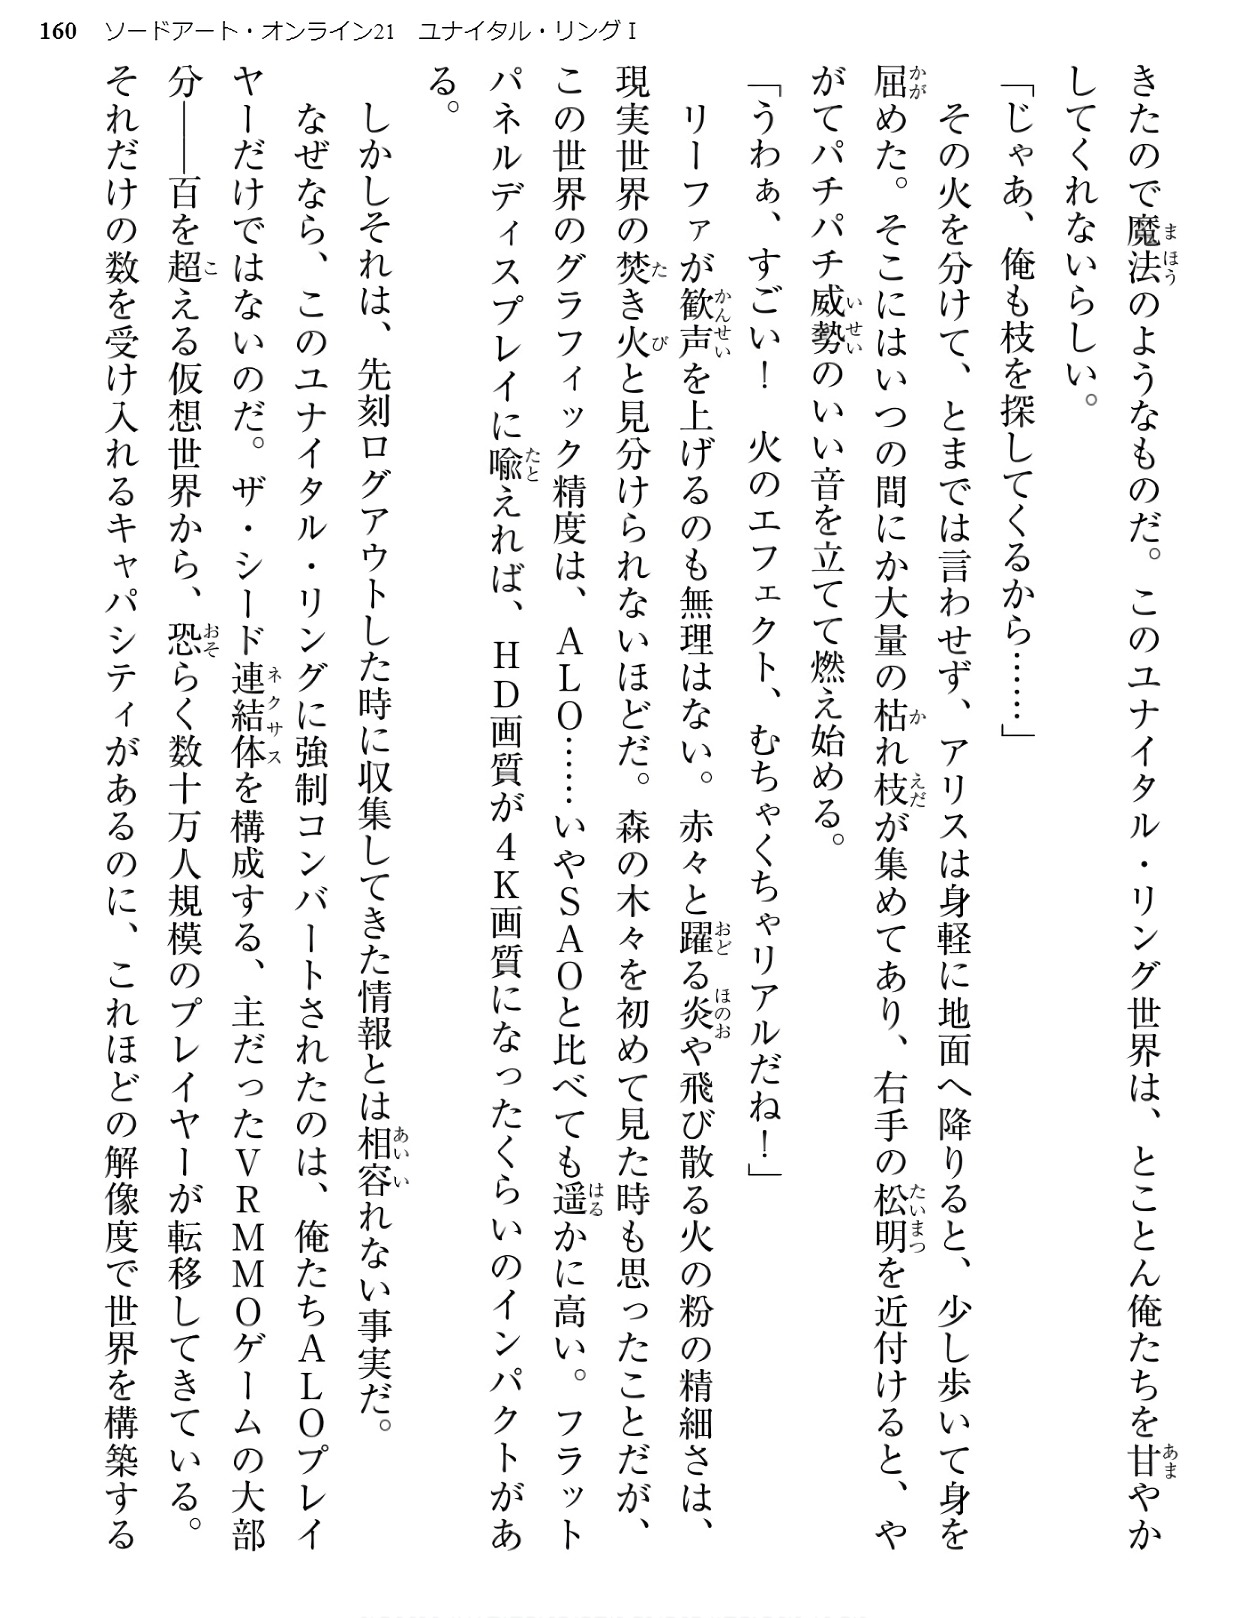 160　ソードアート・オンライン21　ユナイタル・リングⅠ
きたので魔法のようなものだ。このユナイタル・リング世界は、とことん俺たちを甘やか
してくれないらしい。
「じゃあ、俺も枝を探してくるから……」
　その火を分けて、とまでは言わせず、アリスは身軽に地面へ降りると、少し歩いて身を
屈めた。そこにはいつの間にか大量の枯れ枝が集めてあり、右手の松明を近付けると、や
がてパチパチ威勢のいい音を立てて燃え始める。
「うわぁ、すごい！　火のエフェクト、むちゃくちゃリアルだね！」
　リーファが歓声を上げるのも無理はない。赤々と躍る炎や飛び散る火の粉の精細さは、
現実世界の焚き火と見分けられないほどだ。森の木々を初めて見た時も思ったことだが、
この世界のグラフィック精度は、ＡＬＯ……いやＳＡＯと比べても遥かに高い。フラット
パネルディスプレイに喩えれば、ＨＤ画質が４Ｋ画質になったくらいのインパクトがあ
る。
　しかしそれは、先刻ログアウトした時に収集してきた情報とは相容れない事実だ。
　なぜなら、このユナイタル・リングに強制コンバートされたのは、俺たちＡＬＯプレイ
ヤーだけではないのだ。ザ・シード連結体を構成する、主だったＶＲＭＭＯゲームの大部
分――百を超える仮想世界から、恐らく数十万人規模のプレイヤーが転移してきている。
それだけの数を受け入れるキャパシティがあるのに、これほどの解像度で世界を構築する